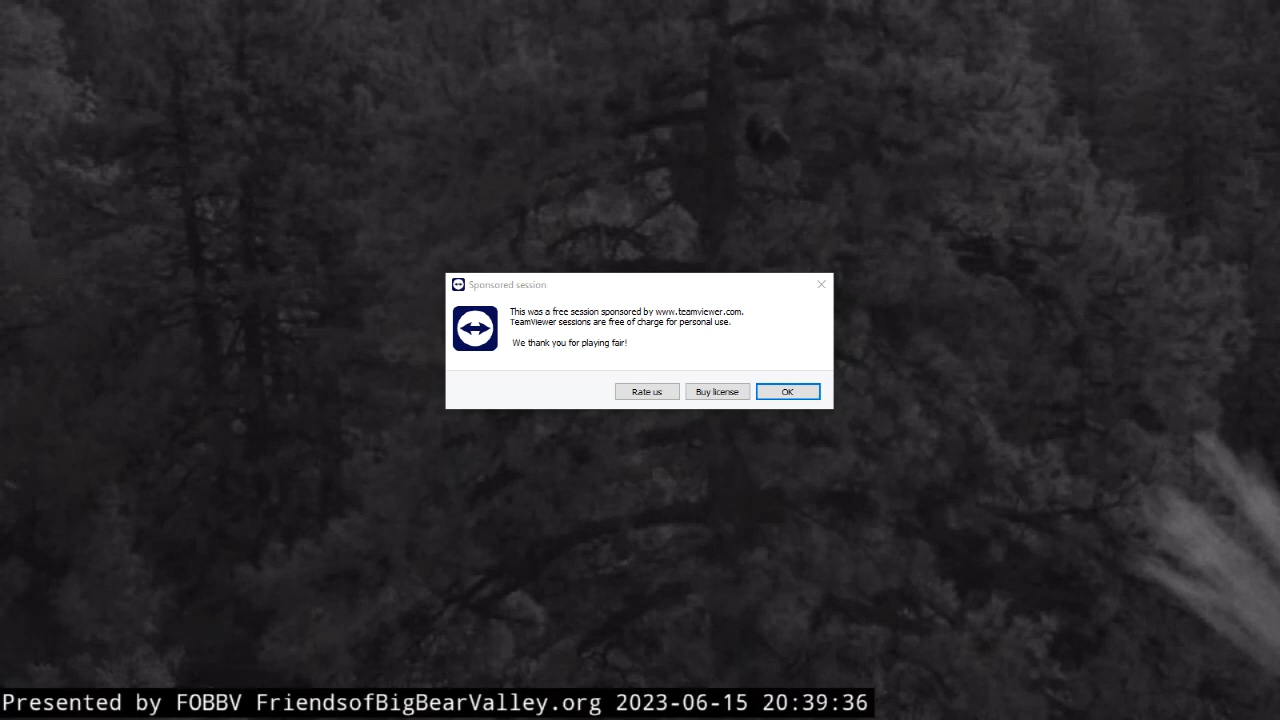 Sponsored session
This was a free session sponsored by www.teamviewer.com.
TeamViewer sessions are free of charge for personal use.
We thank you for playing fair!
Rate us Buy license OK
Presented by FOBBV FriendsofBigBearValley.org 2023-06-15 20:39:36